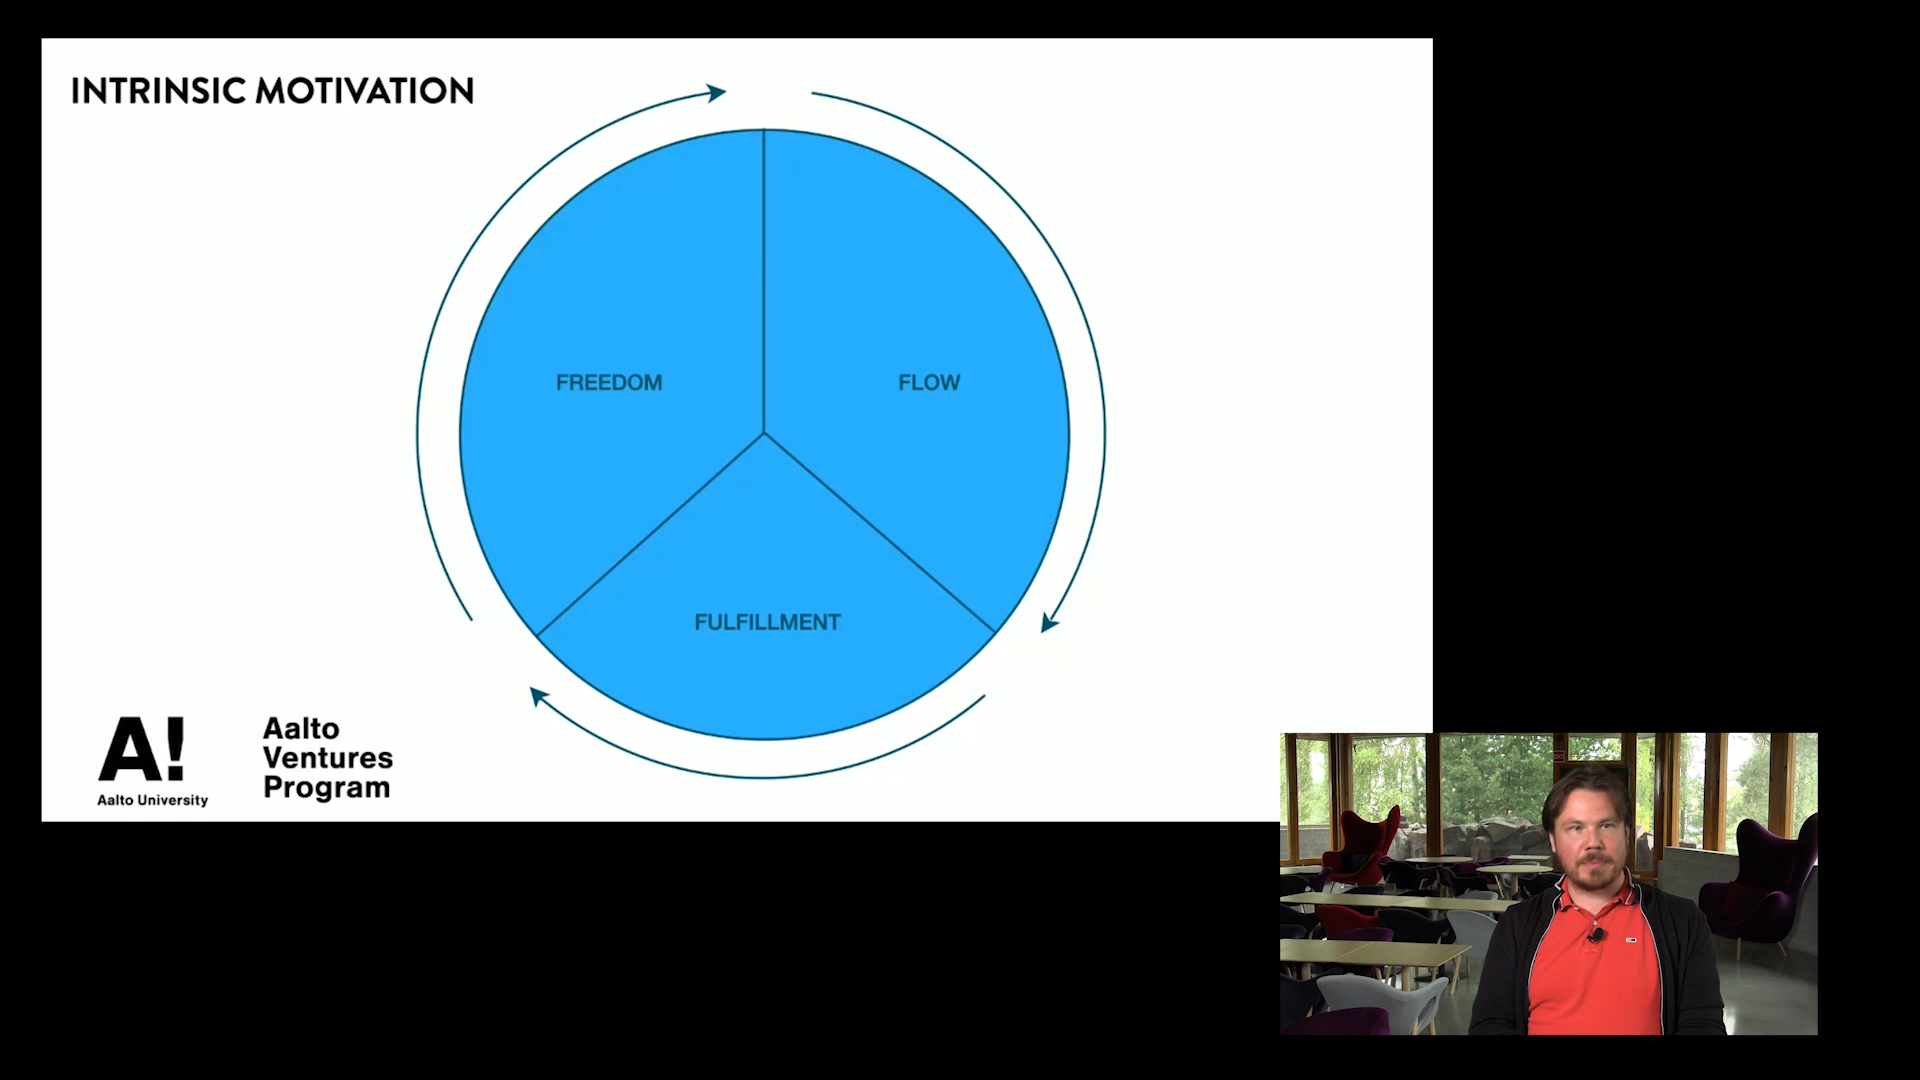 INTRINSIC MOTIVATION
FREEDOM
FLOW
FULFILLMENT
A!
Aalto University
Aalto
Ventures
Program